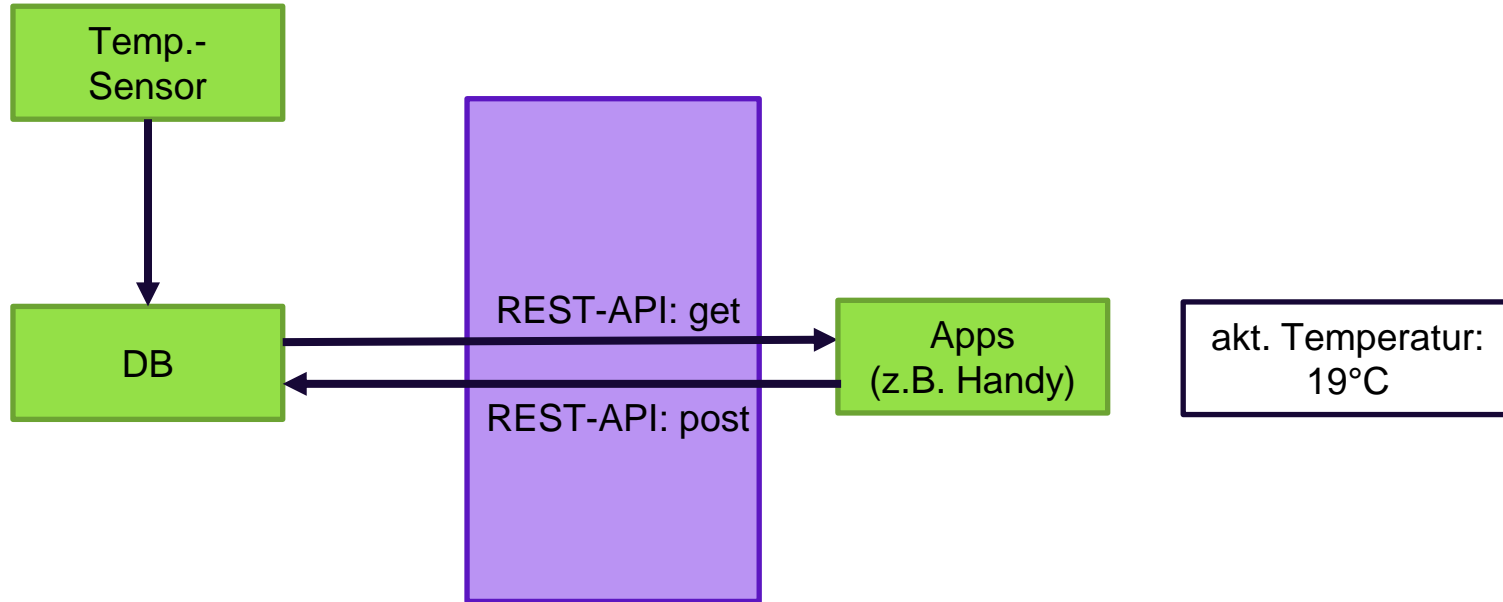 Temp.-
Sensor
REST-API: get
DB
Apps
(z.B. Handy)
akt. Temperatur:
19°C
REST-API: post